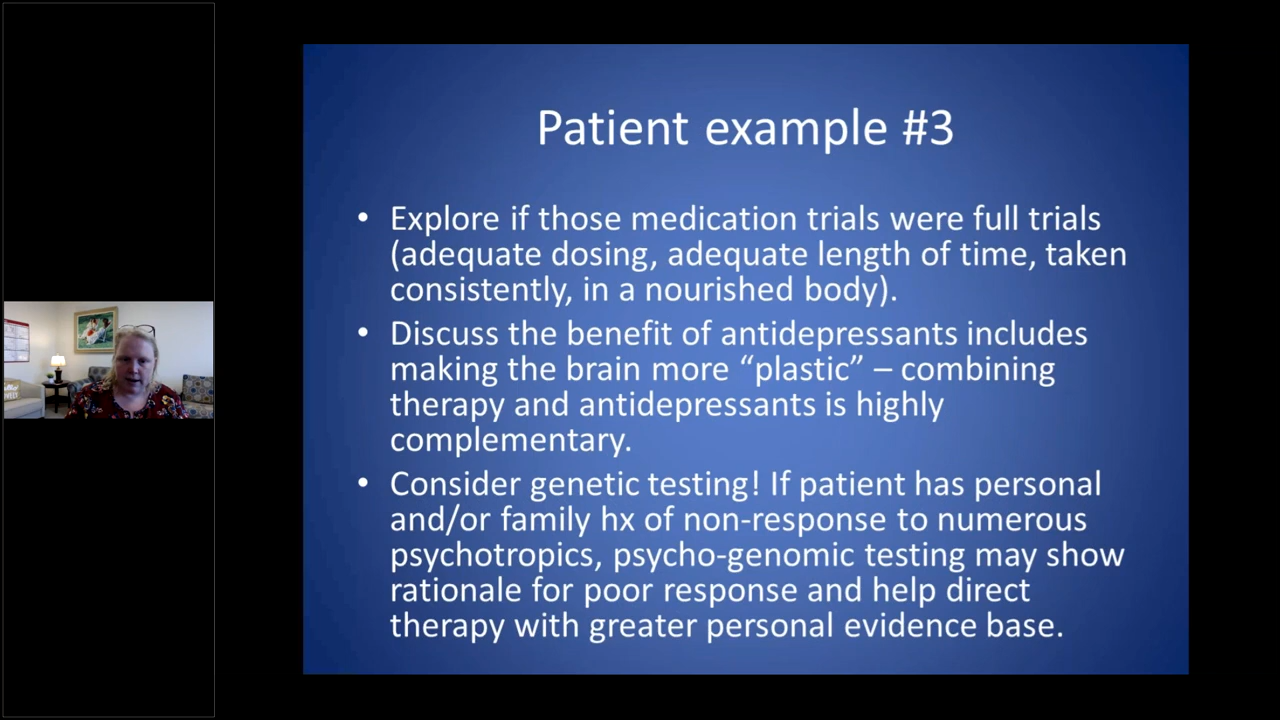 Patient example #3
• Explore if those medication trials were full trials
(adequate dosing, adequate length of time, taken
consistently, in a nourished body).
• Discuss the benefit of antidepressants includes
making the brain more “plastic” – combining
therapy and antidepressants is highly
complementary.
• Consider genetic testing! If patient has personal
and/or family hx of non-response to numerous
psychotropics, psycho-genomic testing may show
rationale for poor response and help direct
therapy with greater personal evidence base.